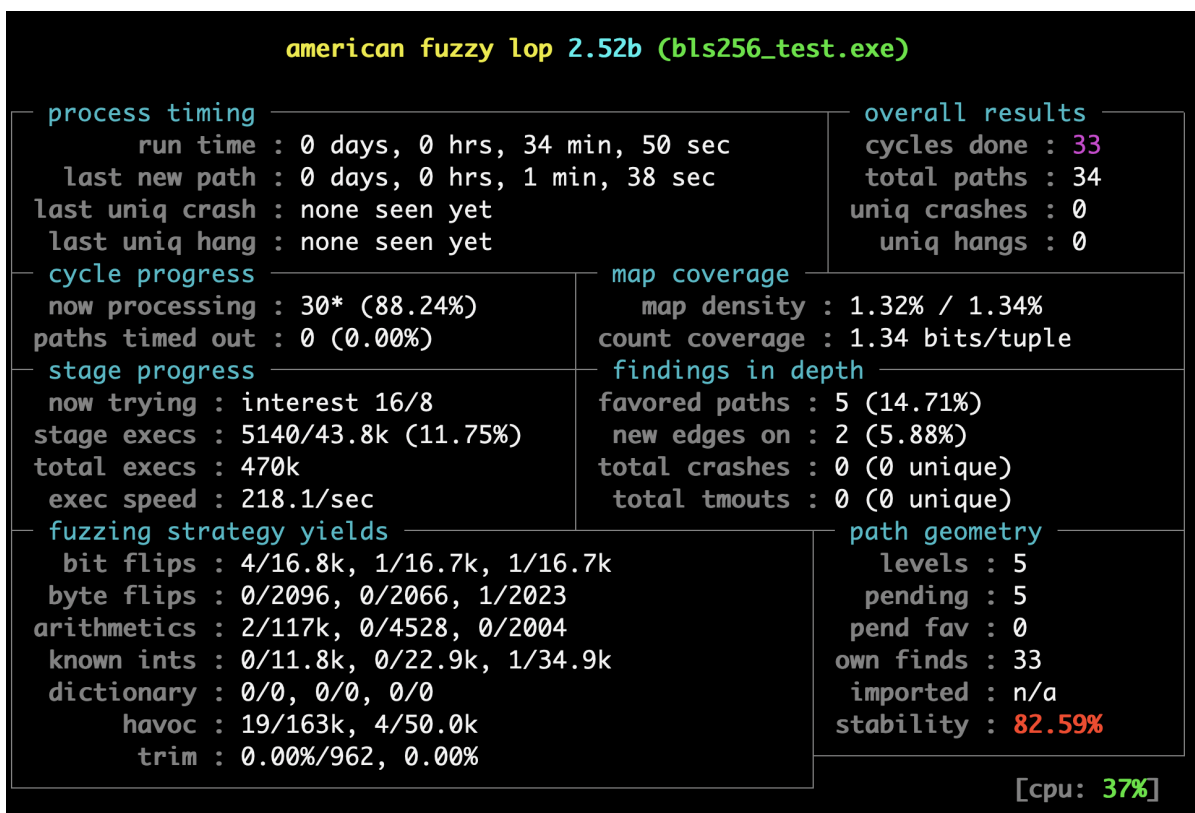 american fuzzy lop 2.52b (bls256_test.exe)
process timing
run time : 0 days, 0 hrs, 34 min, 50 sec
last new path : 0 days, 0 hrs, 1 min, 38 sec
last uniq crash : none seen yet
last uniq hang : none seen yet
overall results
cycles done : 33
total paths : 34
uniq crashes : 0
uniq hangs : 0
cycle progress
now processing : 30* (88.24%)
paths timed out : 0 (0.00%)
map coverage
map density : 1.32% / 1.34%
count coverage : 1.34 bits/tuple
stage progress
now trying : interest 16/8
stage execs : 5140/43.8k (11.75%)
total execs : 470k
exec speed : 218.1/sec
findings in depth
favored paths : 5 (14.71%)
new edges on : 2 (5.88%)
total crashes : 0 (0 unique)
total tmouts : 0 (0 unique)
fuzzing strategy yields
bit flips : 4/16.8k, 1/16.7k, 1/16.7k
byte flips : 0/2096, 0/2066, 1/2023
arithmetics : 2/117k, 0/4528, 0/2004
known ints : 0/11.8k, 0/22.9k, 1/34.9k
dictionary : 0/0, 0/0, 0/0
havoc : 19/163k, 4/50.0k
trim : 0.00%/962, 0.00%
path geometry
levels : 5
pending : 5
pend fav : 0
own finds : 33
imported : n/a
stability : 82.59%
[cpu: 37%]